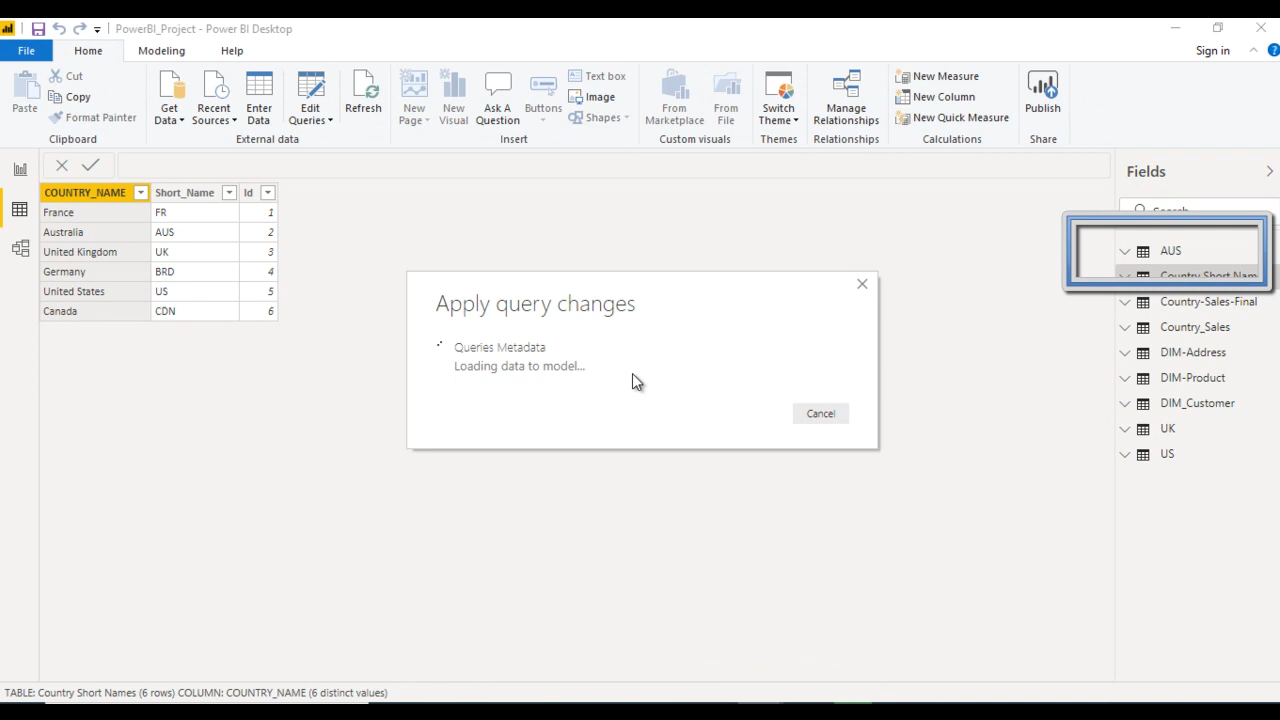 PowerBI_Project - Power BI Desktop
File Home Modeling Help Sign in
Paste Cut Copy Format Painter
Get Data Recent Sources Enter Data Edit Queries Refresh
New Page New Visual Ask A Question Buttons Text box Image Shapes
From Marketplace From File Switch Theme Manage Relationships
New Measure New Column New Quick Measure Publish
Clipboard External data Insert Custom visuals Themes Relationships Calculations Share
COUNTRY_NAME Short_Name Id
France FR 1
Australia AUS 2
United Kingdom UK 3
Germany BRD 4
United States US 5
Canada CDN 6
Apply query changes
Queries Metadata
Loading data to model...
Cancel
Fields
Search
AUS
Country Short Nam
Country-Sales-Final
Country_Sales
DIM-Address
DIM-Product
DIM_Customer
UK
US
TABLE: Country Short Names (6 rows) COLUMN: COUNTRY_NAME (6 distinct values)